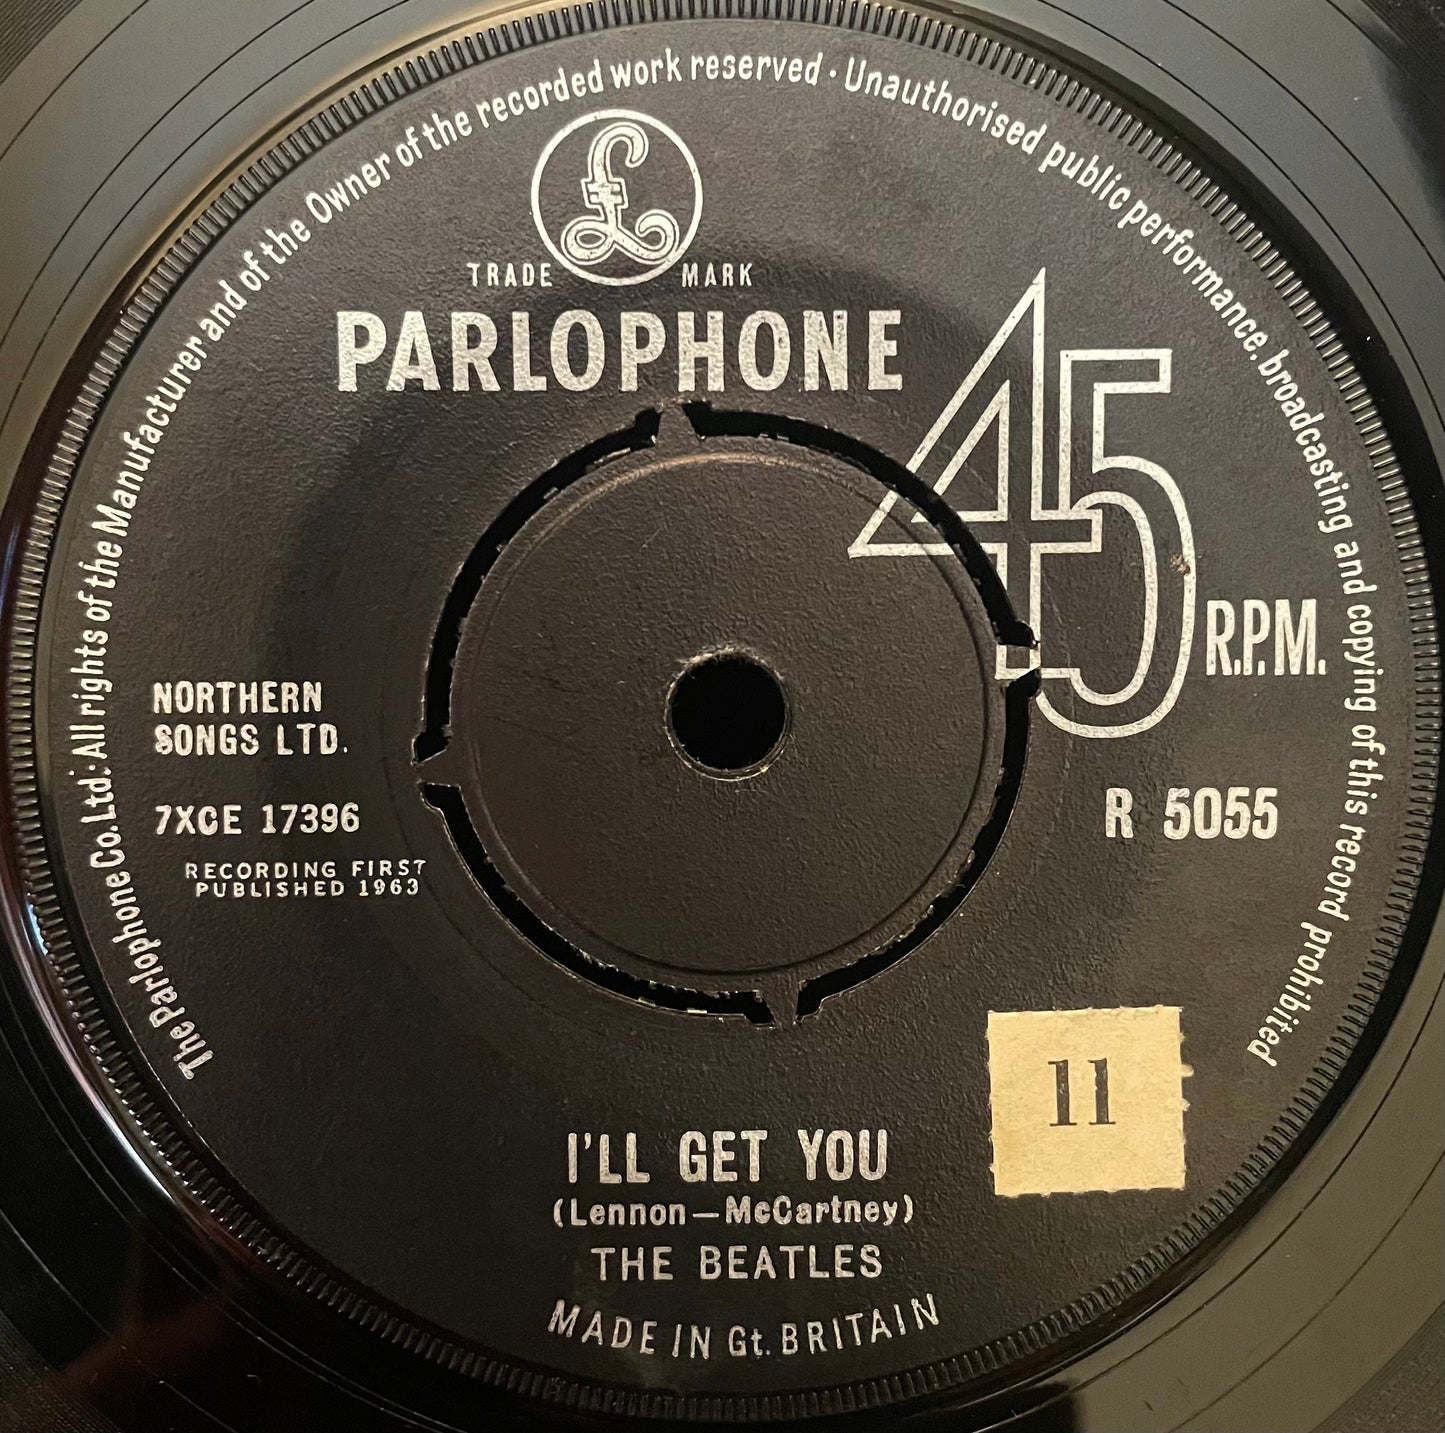 The Parlophone Co. Ltd. · All rights of the Manufacturer and of the Owner of the recorded work reserved · Unauthorised public performance, broadcasting and copying of this record prohibited
£
TRADE MARK
PARLOPHONE
45 R.P.M.
NORTHERN
SONGS LTD.
7XCE 17396
R 5055
RECORDING FIRST
PUBLISHED 1963
11
I'LL GET YOU
(Lennon—McCartney)
THE BEATLES
MADE IN Gt. BRITAIN